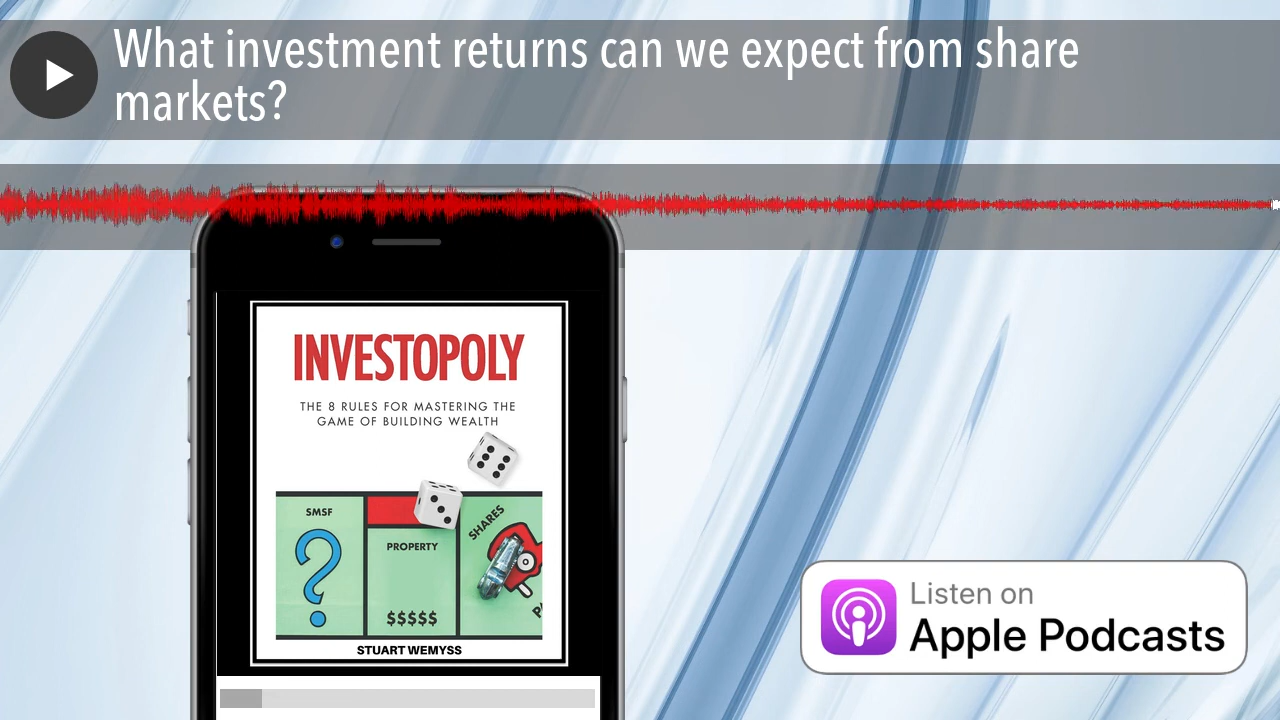 What investment returns can we expect from share
markets?
INVESTOPOLY
THE 8 RULES FOR MASTERING THE
GAME OF BUILDING WEALTH
SMSF
PROPERTY
SHARES
$$$$$
STUART WEMYSS
Listen on
Apple Podcasts